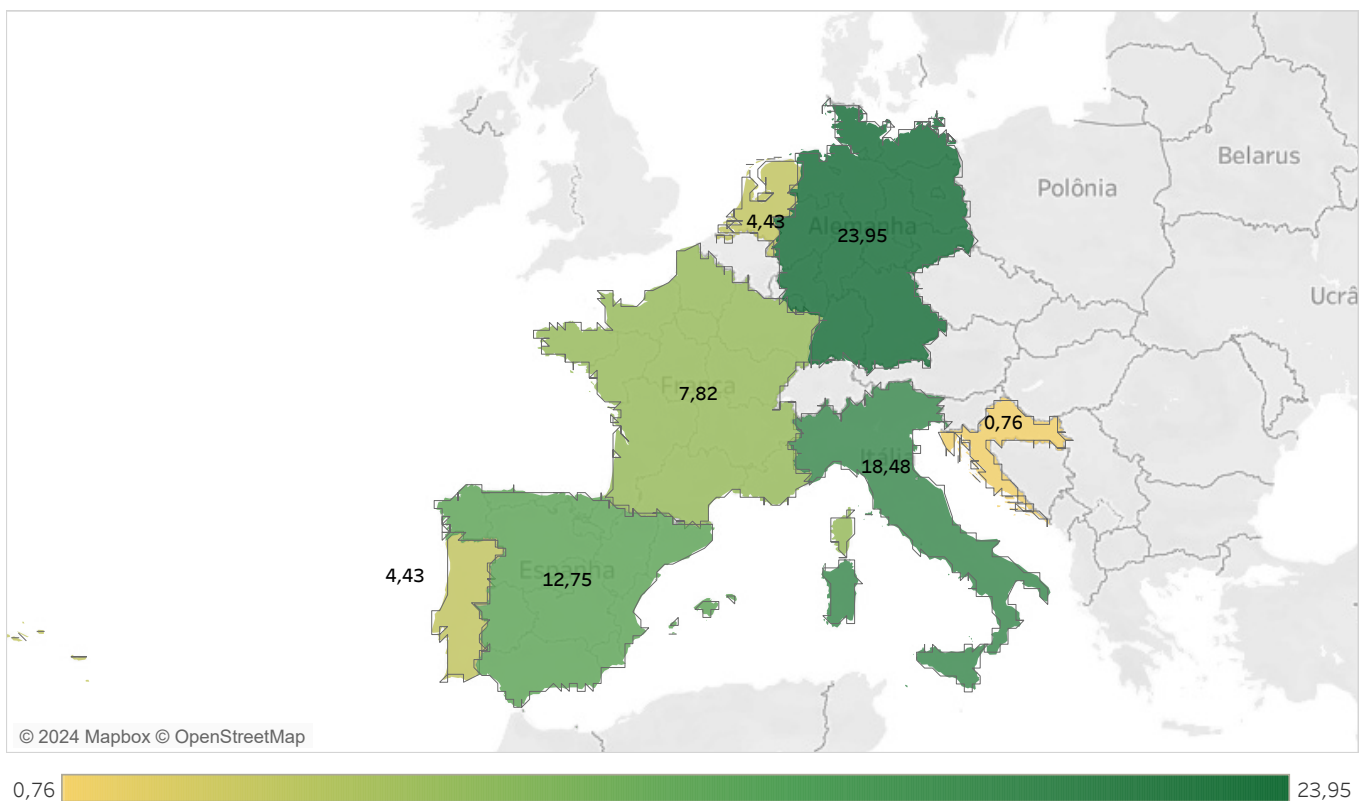 Belarus
Polônia
4,43
Alemanha
23,95
Ucrâ
França
7,82
0,76
Itália
18,48
Espanha
4,43
12,75
© 2024 Mapbox © OpenStreetMap
0,76
23,95